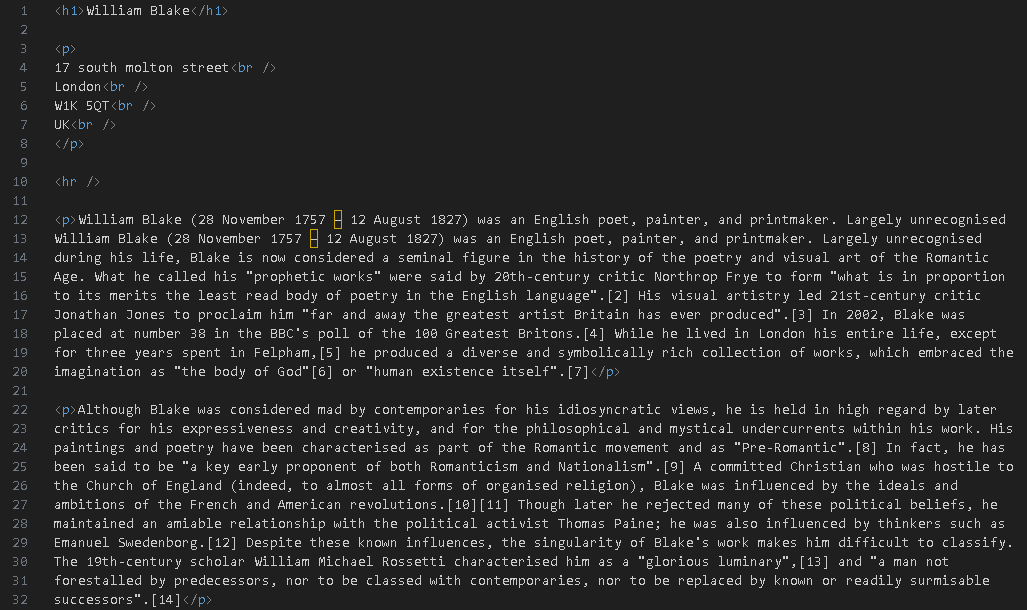 1 <h1>William Blake</h1>
2
3 <p>
4 17 south molton street<br />
5 London<br />
6 W1K 5QT<br />
7 UK<br />
8 </p>
9
10 <hr />
11
12 <p>William Blake (28 November 1757 – 12 August 1827) was an English poet, painter, and printmaker. Largely unrecognised
13 William Blake (28 November 1757 – 12 August 1827) was an English poet, painter, and printmaker. Largely unrecognised
14 during his life, Blake is now considered a seminal figure in the history of the poetry and visual art of the Romantic
15 Age. What he called his "prophetic works" were said by 20th-century critic Northrop Frye to form "what is in proportion
16 to its merits the least read body of poetry in the English language".[2] His visual artistry led 21st-century critic
17 Jonathan Jones to proclaim him "far and away the greatest artist Britain has ever produced".[3] In 2002, Blake was
18 placed at number 38 in the BBC's poll of the 100 Greatest Britons.[4] While he lived in London his entire life, except
19 for three years spent in Felpham,[5] he produced a diverse and symbolically rich collection of works, which embraced the
20 imagination as "the body of God"[6] or "human existence itself".[7]</p>
21
22 <p>Although Blake was considered mad by contemporaries for his idiosyncratic views, he is held in high regard by later
23 critics for his expressiveness and creativity, and for the philosophical and mystical undercurrents within his work. His
24 paintings and poetry have been characterised as part of the Romantic movement and as "Pre-Romantic".[8] In fact, he has
25 been said to be "a key early proponent of both Romanticism and Nationalism".[9] A committed Christian who was hostile to
26 the Church of England (indeed, to almost all forms of organised religion), Blake was influenced by the ideals and
27 ambitions of the French and American revolutions.[10][11] Though later he rejected many of these political beliefs, he
28 maintained an amiable relationship with the political activist Thomas Paine; he was also influenced by thinkers such as
29 Emanuel Swedenborg.[12] Despite these known influences, the singularity of Blake's work makes him difficult to classify.
30 The 19th-century scholar William Michael Rossetti characterised him as a "glorious luminary",[13] and "a man not
31 forestalled by predecessors, nor to be classed with contemporaries, nor to be replaced by known or readily surmisable
32 successors".[14]</p>